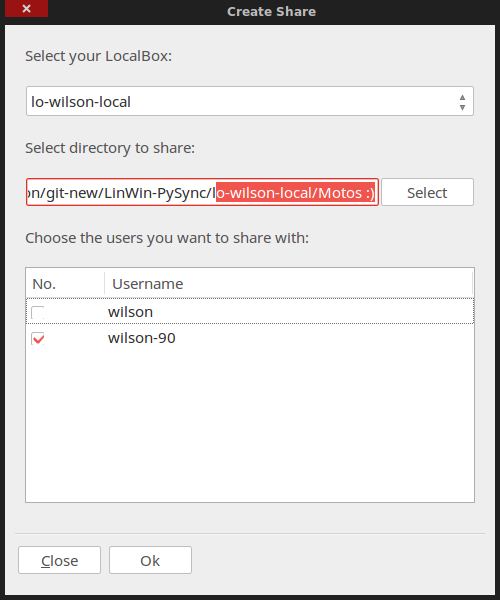 Create Share
Select your LocalBox:
lo-wilson-local
Select directory to share:
on/git-new/LinWin-PySync/lo-wilson-local/Motos :)
Select
Choose the users you want to share with:
No. Username
wilson
wilson-90
Close Ok